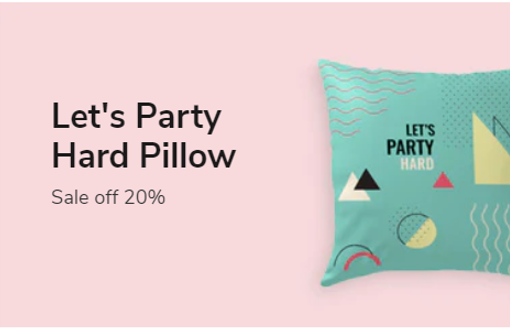 Let's Party
Hard Pillow
Sale off 20%
LET'S
PARTY
HARD